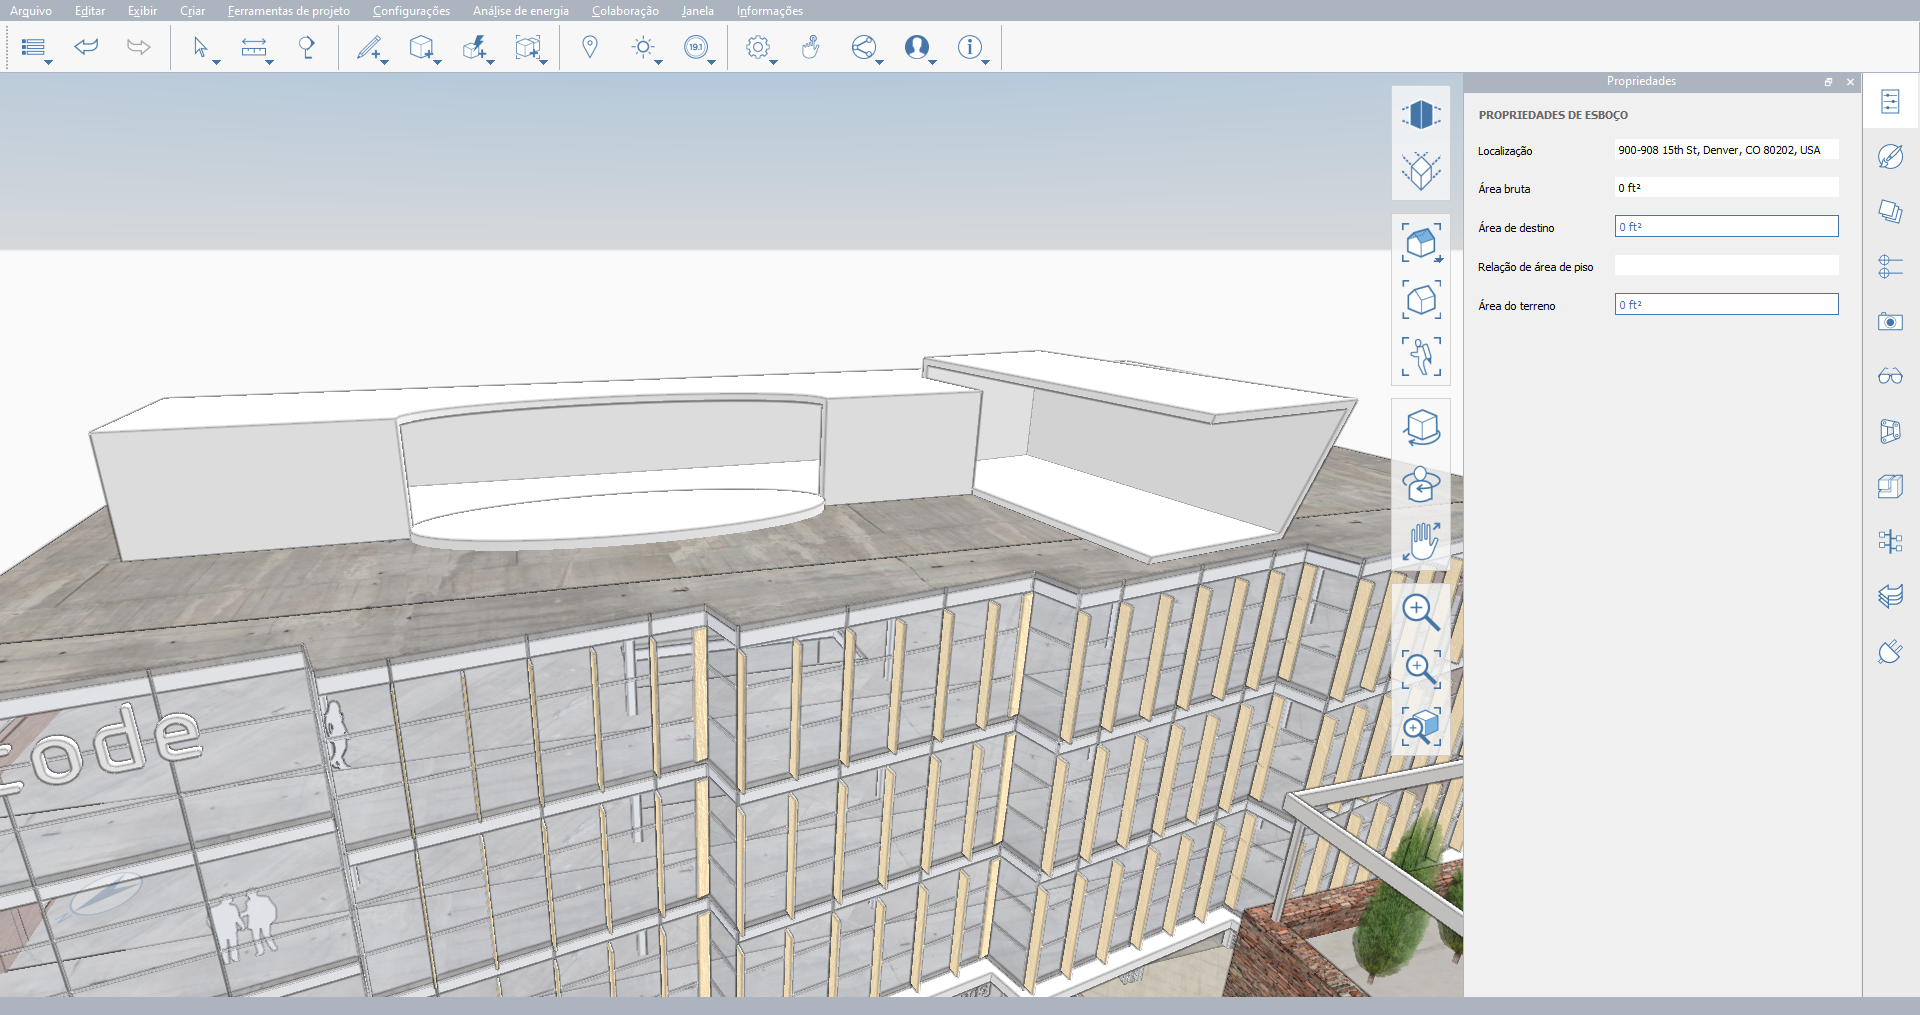 Arquivo Editar Exibir Criar Ferramentas de projeto Configurações Análise de energia Colaboração Janela Informações
19.1
Propriedades
PROPRIEDADES DE ESBOÇO
Localização 900-908 15th St, Denver, CO 80202, USA
Área bruta 0 ft²
Área de destino 0 ft²
Relação de área de piso
Área do terreno 0 ft²
ode